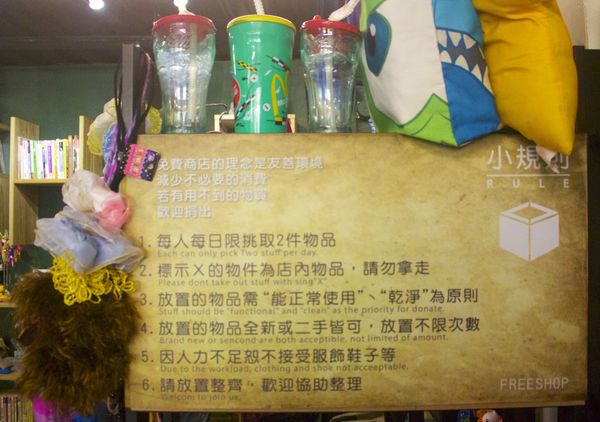 免費商店的理念是友善環境
減少不必要的消費
若有用不到的物資
歡迎捐出
小規則
RULE
1. 每人每日限挑取2件物品
Each can only pick Two stuff per day.
2. 標示X的物件為店內物品，請勿拿走
Please dont take out stuff with sing"X"
3. 放置的物品需“能正常使用”、“乾淨”為原則
Stuff should be "functional" and "clean" as the priority for donate.
4. 放置的物品全新或二手皆可，放置不限次數
Brand new or sencond are both acceptable, not limited of amount.
5. 因人力不足恕不接受服飾鞋子等
Due to the workload, clothing and shoe not acceeptable.
6. 請放置整齊，歡迎協助整理
Welcom to join us.
FREESHOP